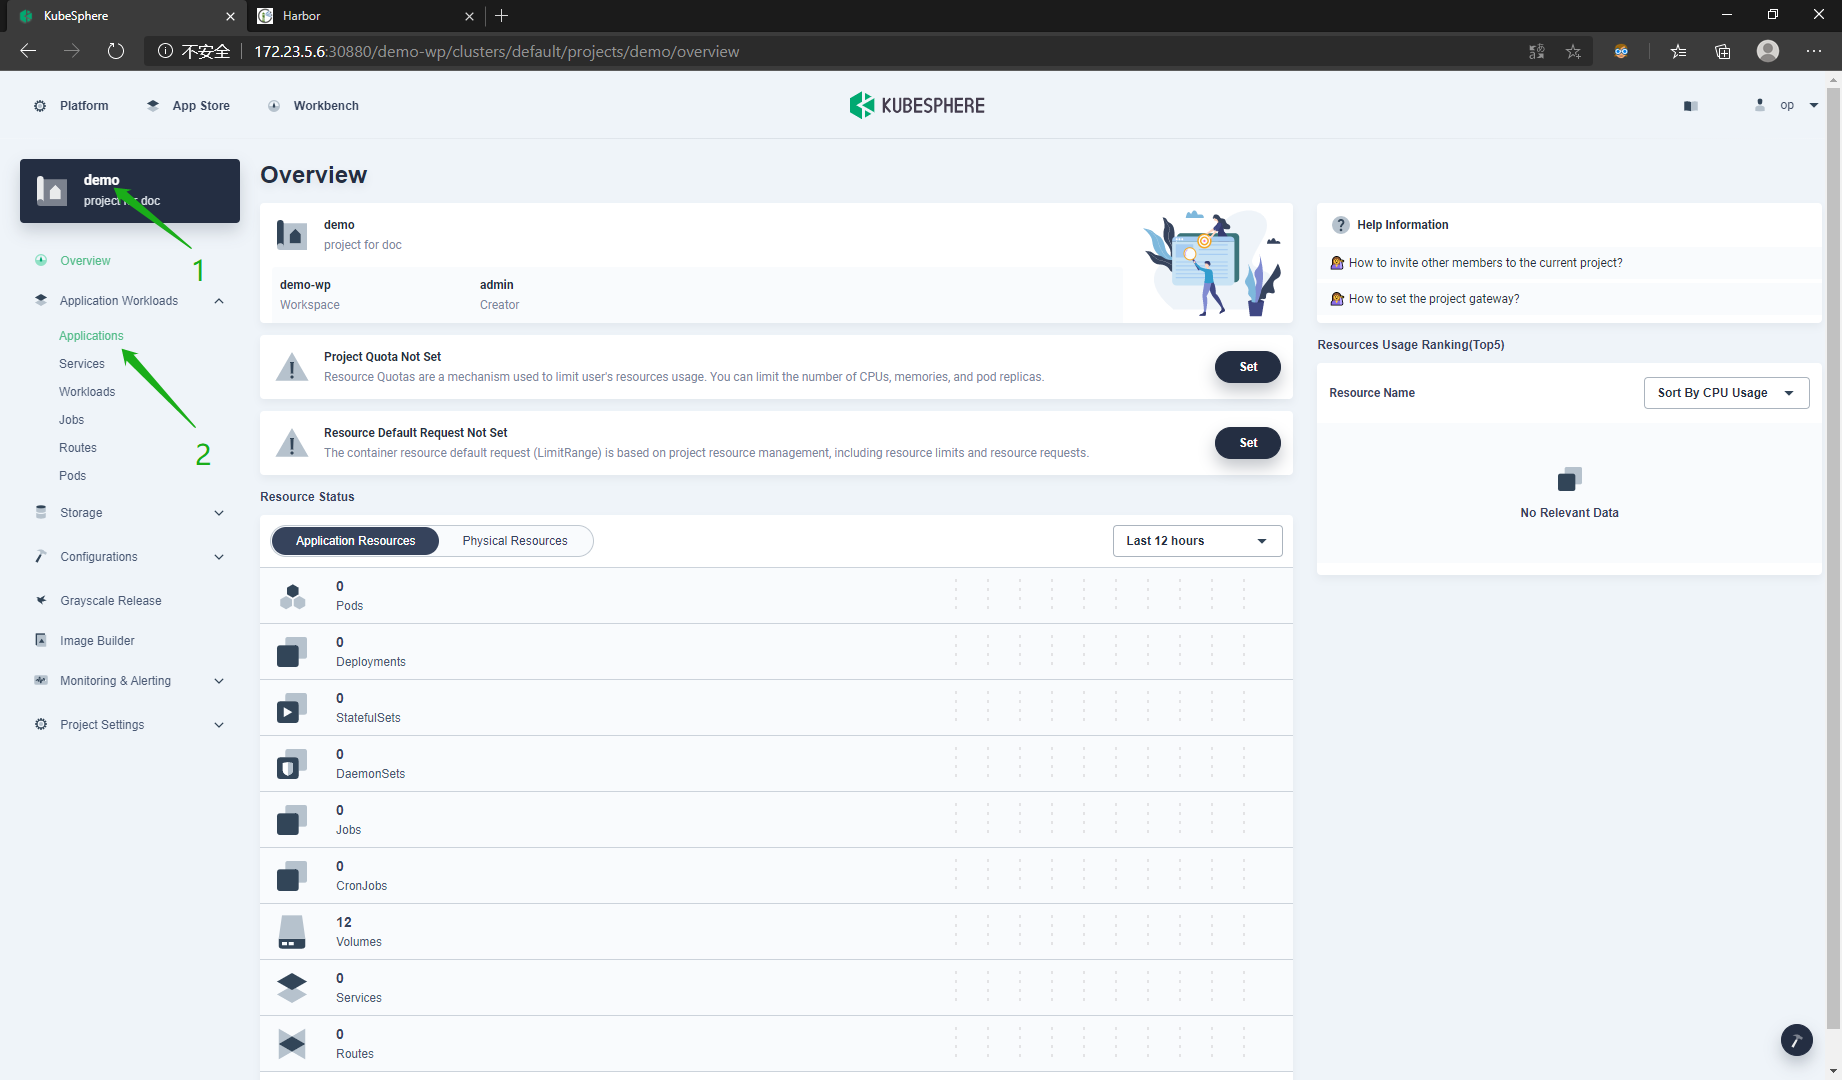 KubeSphere
Harbor
不安全
172.23.5.6:30880/demo-wp/clusters/default/projects/demo/overview
Platform
App Store
Workbench
KUBESPHERE
op
demo
project for doc
1
Overview
Application Workloads
Applications
Services
Workloads
Jobs
Routes
Pods
2
Storage
Configurations
Grayscale Release
Image Builder
Monitoring & Alerting
Project Settings
Overview
demo
project for doc
demo-wp
Workspace
admin
Creator
Project Quota Not Set
Resource Quotas are a mechanism used to limit user's resources usage. You can limit the number of CPUs, memories, and pod replicas.
Set
Resource Default Request Not Set
The container resource default request (LimitRange) is based on project resource management, including resource limits and resource requests.
Set
Resource Status
Application Resources
Physical Resources
Last 12 hours
0
Pods
0
Deployments
0
StatefulSets
0
DaemonSets
0
Jobs
0
CronJobs
12
Volumes
0
Services
0
Routes
Help Information
How to invite other members to the current project?
How to set the project gateway?
Resources Usage Ranking(Top5)
Resource Name
Sort By CPU Usage
No Relevant Data